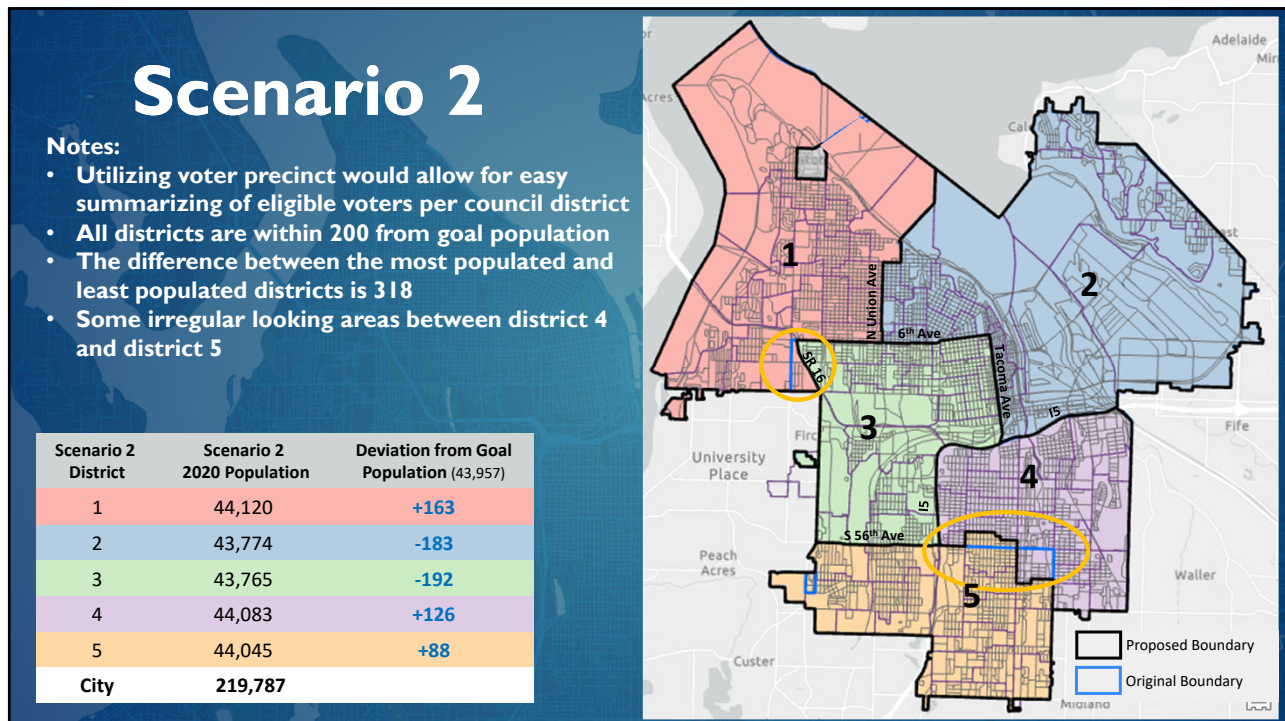 Scenario 2
Notes:
• Utilizing voter precinct would allow for easy
summarizing of eligible voters per council district
• All districts are within 200 from goal population
• The difference between the most populated and
least populated districts is 318
• Some irregular looking areas between district 4
and district 5
Scenario 2 District Scenario 2 2020 Population Deviation from Goal Population (43,957)
1 44,120 +163
2 43,774 -183
3 43,765 -192
4 44,083 +126
5 44,045 +88
City 219,787
Adelaide
Acres
1
2
N Union Ave
6th Ave
SR 16
Tacoma Ave
I5
Fife
3
University
Place
4
I5
S 56th Ave
Peach
Acres
Waller
5
Custer
Midland
Proposed Boundary
Original Boundary